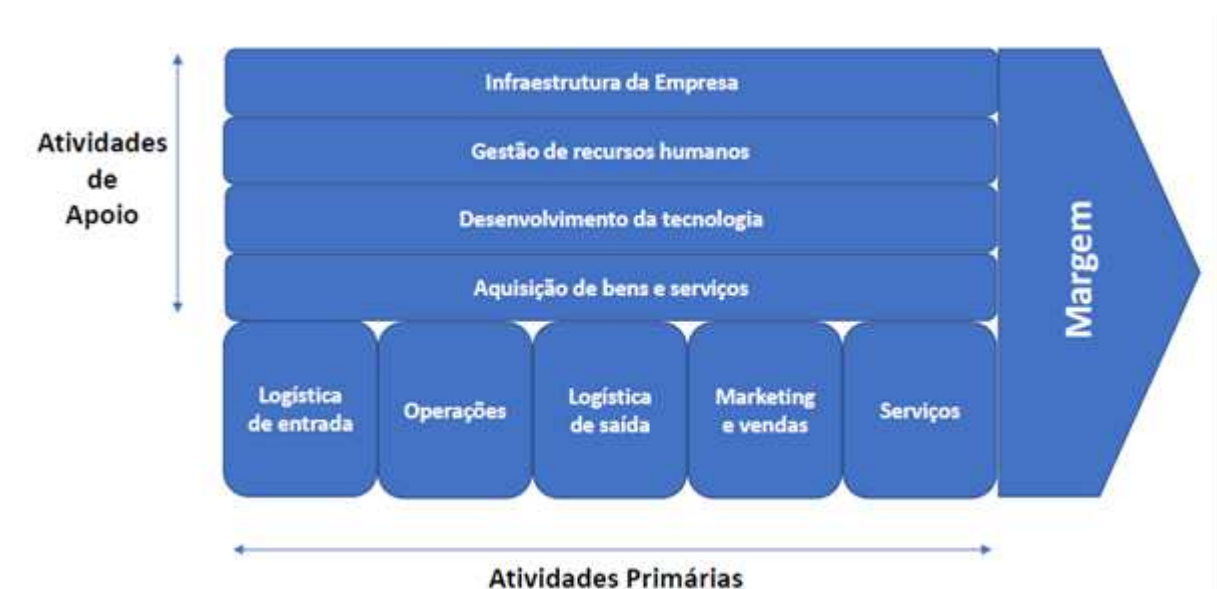 Atividades
de
Apoio
Infraestrutura da Empresa
Gestão de recursos humanos
Desenvolvimento da tecnologia
Aquisição de bens e serviços
Logística
de entrada
Operações
Logística
de saída
Marketing
e vendas
Serviços
Margem
Atividades Primárias